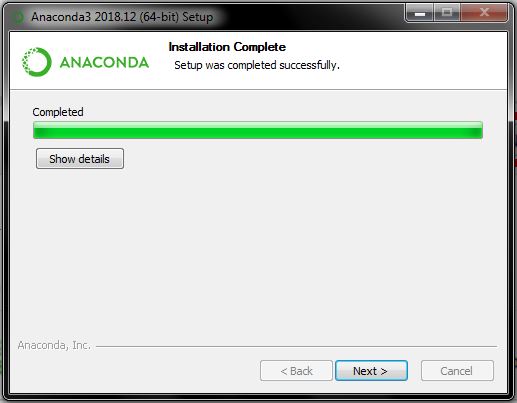 Anaconda3 2018.12 (64-bit) Setup
Installation Complete
Setup was completed successfully.
ANACONDA
Completed
Show details
Anaconda, Inc.
< Back
Next >
Cancel